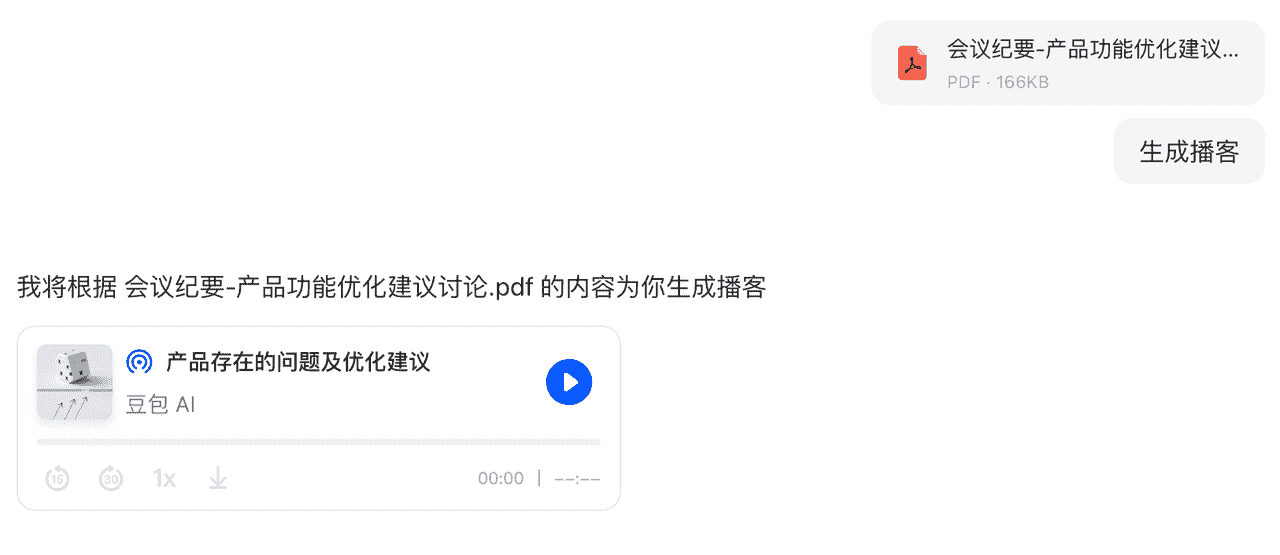 会议纪要-产品功能优化建议...
PDF · 166KB
生成播客
我将根据 会议纪要-产品功能优化建议讨论.pdf 的内容为你生成播客
产品存在的问题及优化建议
豆包 AI
15 30 1x 00:00 | --:--